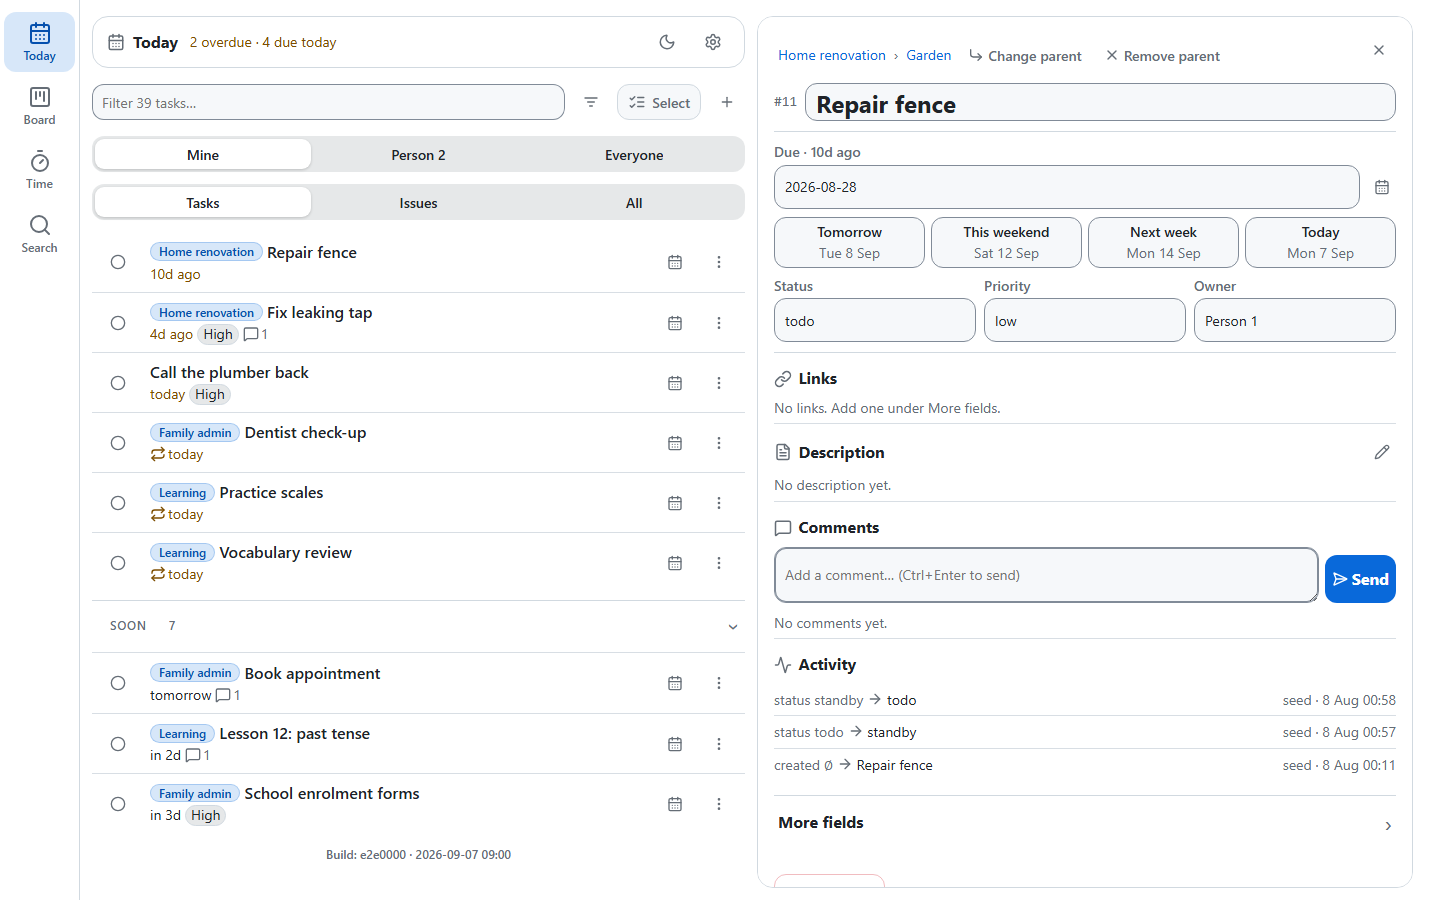 Today
Board
Time
Search
Today 2 overdue · 4 due today
Filter 39 tasks...
Select
Mine
Person 2
Everyone
Tasks
Issues
All
Home renovation Repair fence
10d ago
Home renovation Fix leaking tap
4d ago High 1
Call the plumber back
today High
Family admin Dentist check-up
today
Learning Practice scales
today
Learning Vocabulary review
today
SOON 7
Family admin Book appointment
tomorrow 1
Learning Lesson 12: past tense
in 2d 1
Family admin School enrolment forms
in 3d High
Build: e2e0000 · 2026-09-07 09:00
Home renovation › Garden Change parent Remove parent
#11 Repair fence
Due · 10d ago
2026-08-28
Tomorrow
Tue 8 Sep
This weekend
Sat 12 Sep
Next week
Mon 14 Sep
Today
Mon 7 Sep
Status
todo
Priority
low
Owner
Person 1
Links
No links. Add one under More fields.
Description
No description yet.
Comments
Add a comment... (Ctrl+Enter to send)
Send
No comments yet.
Activity
status standby → todo seed · 8 Aug 00:58
status todo → standby seed · 8 Aug 00:57
created ∅ → Repair fence seed · 8 Aug 00:11
More fields